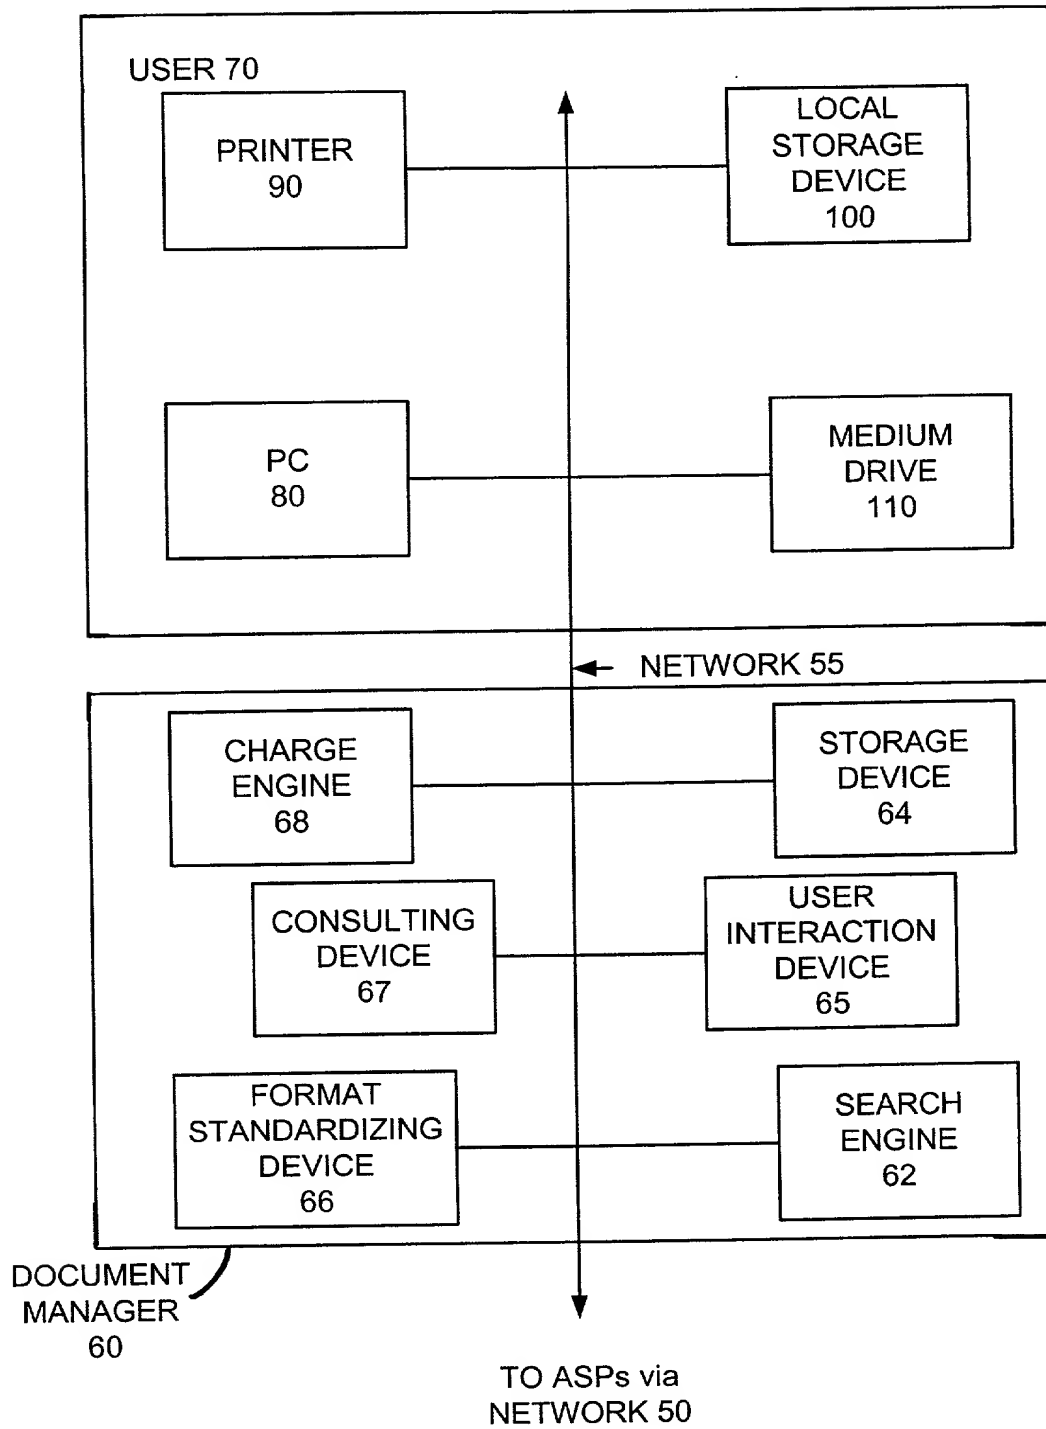 USER 70
PRINTER
90
LOCAL
STORAGE
DEVICE
100
PC
80
MEDIUM
DRIVE
110
NETWORK 55
CHARGE
ENGINE
68
STORAGE
DEVICE
64
CONSULTING
DEVICE
67
USER
INTERACTION
DEVICE
65
FORMAT
STANDARDIZING
DEVICE
66
SEARCH
ENGINE
62
DOCUMENT
MANAGER
60
TO ASPs via
NETWORK 50